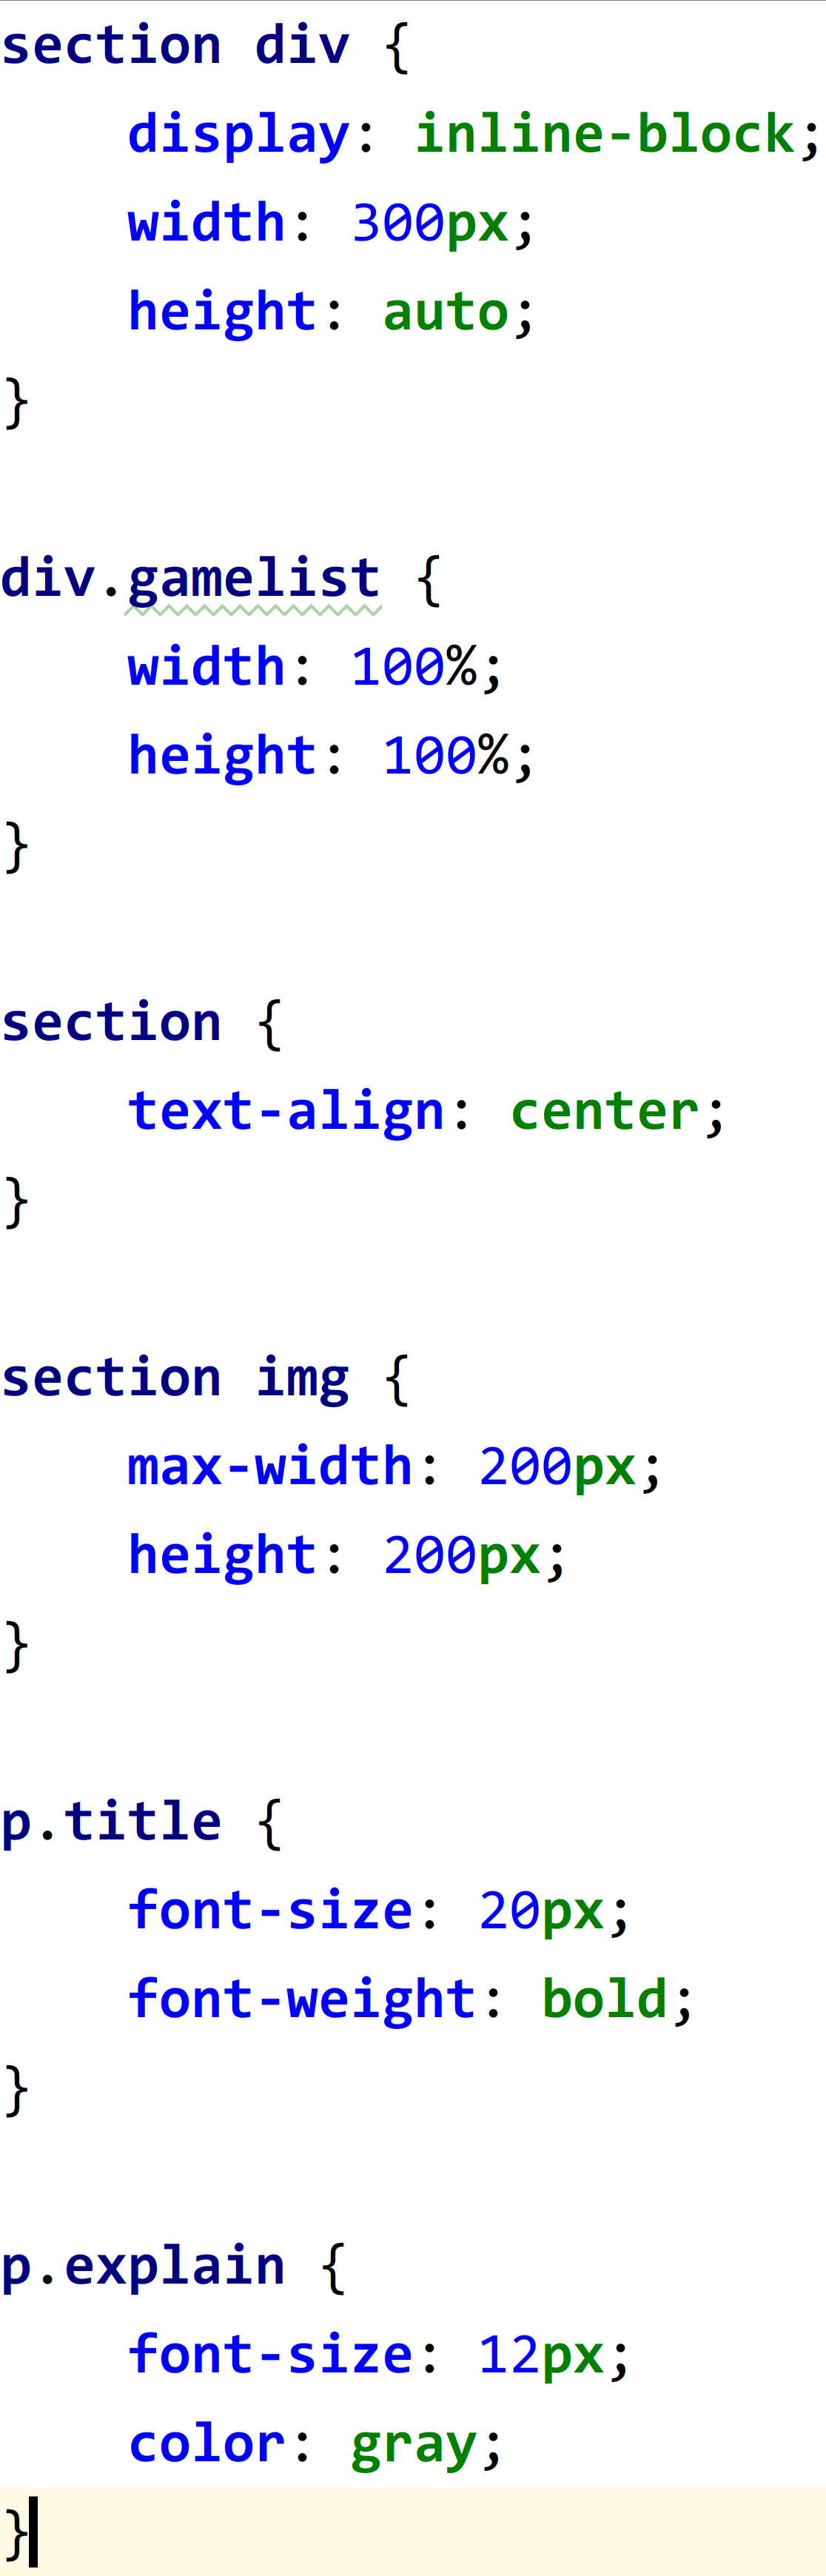 section div {
    display: inline-block;
    width: 300px;
    height: auto;
}

div.gamelist {
    width: 100%;
    height: 100%;
}

section {
    text-align: center;
}

section img {
    max-width: 200px;
    height: 200px;
}

p.title {
    font-size: 20px;
    font-weight: bold;
}

p.explain {
    font-size: 12px;
    color: gray;
}